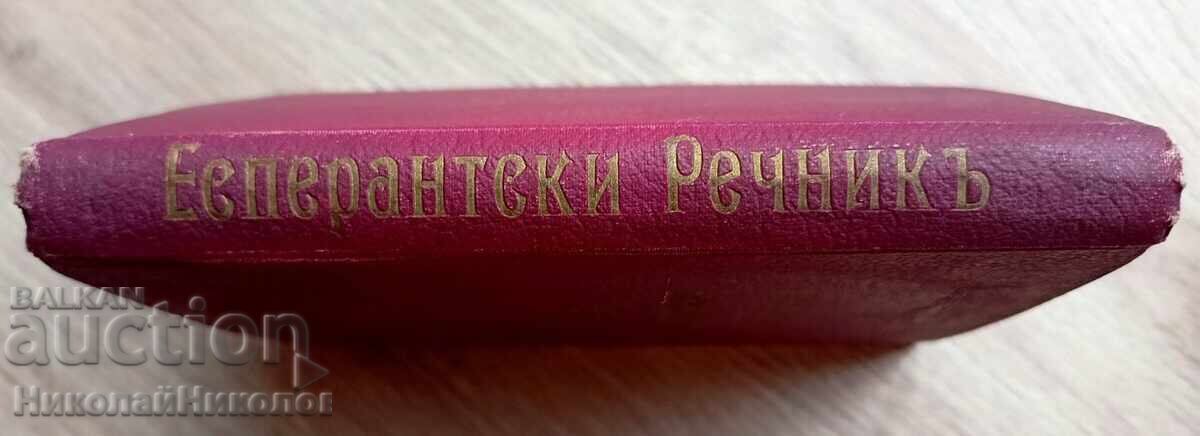 Есперантски Речникъ
BALKAN
auction
НиколайНиколов